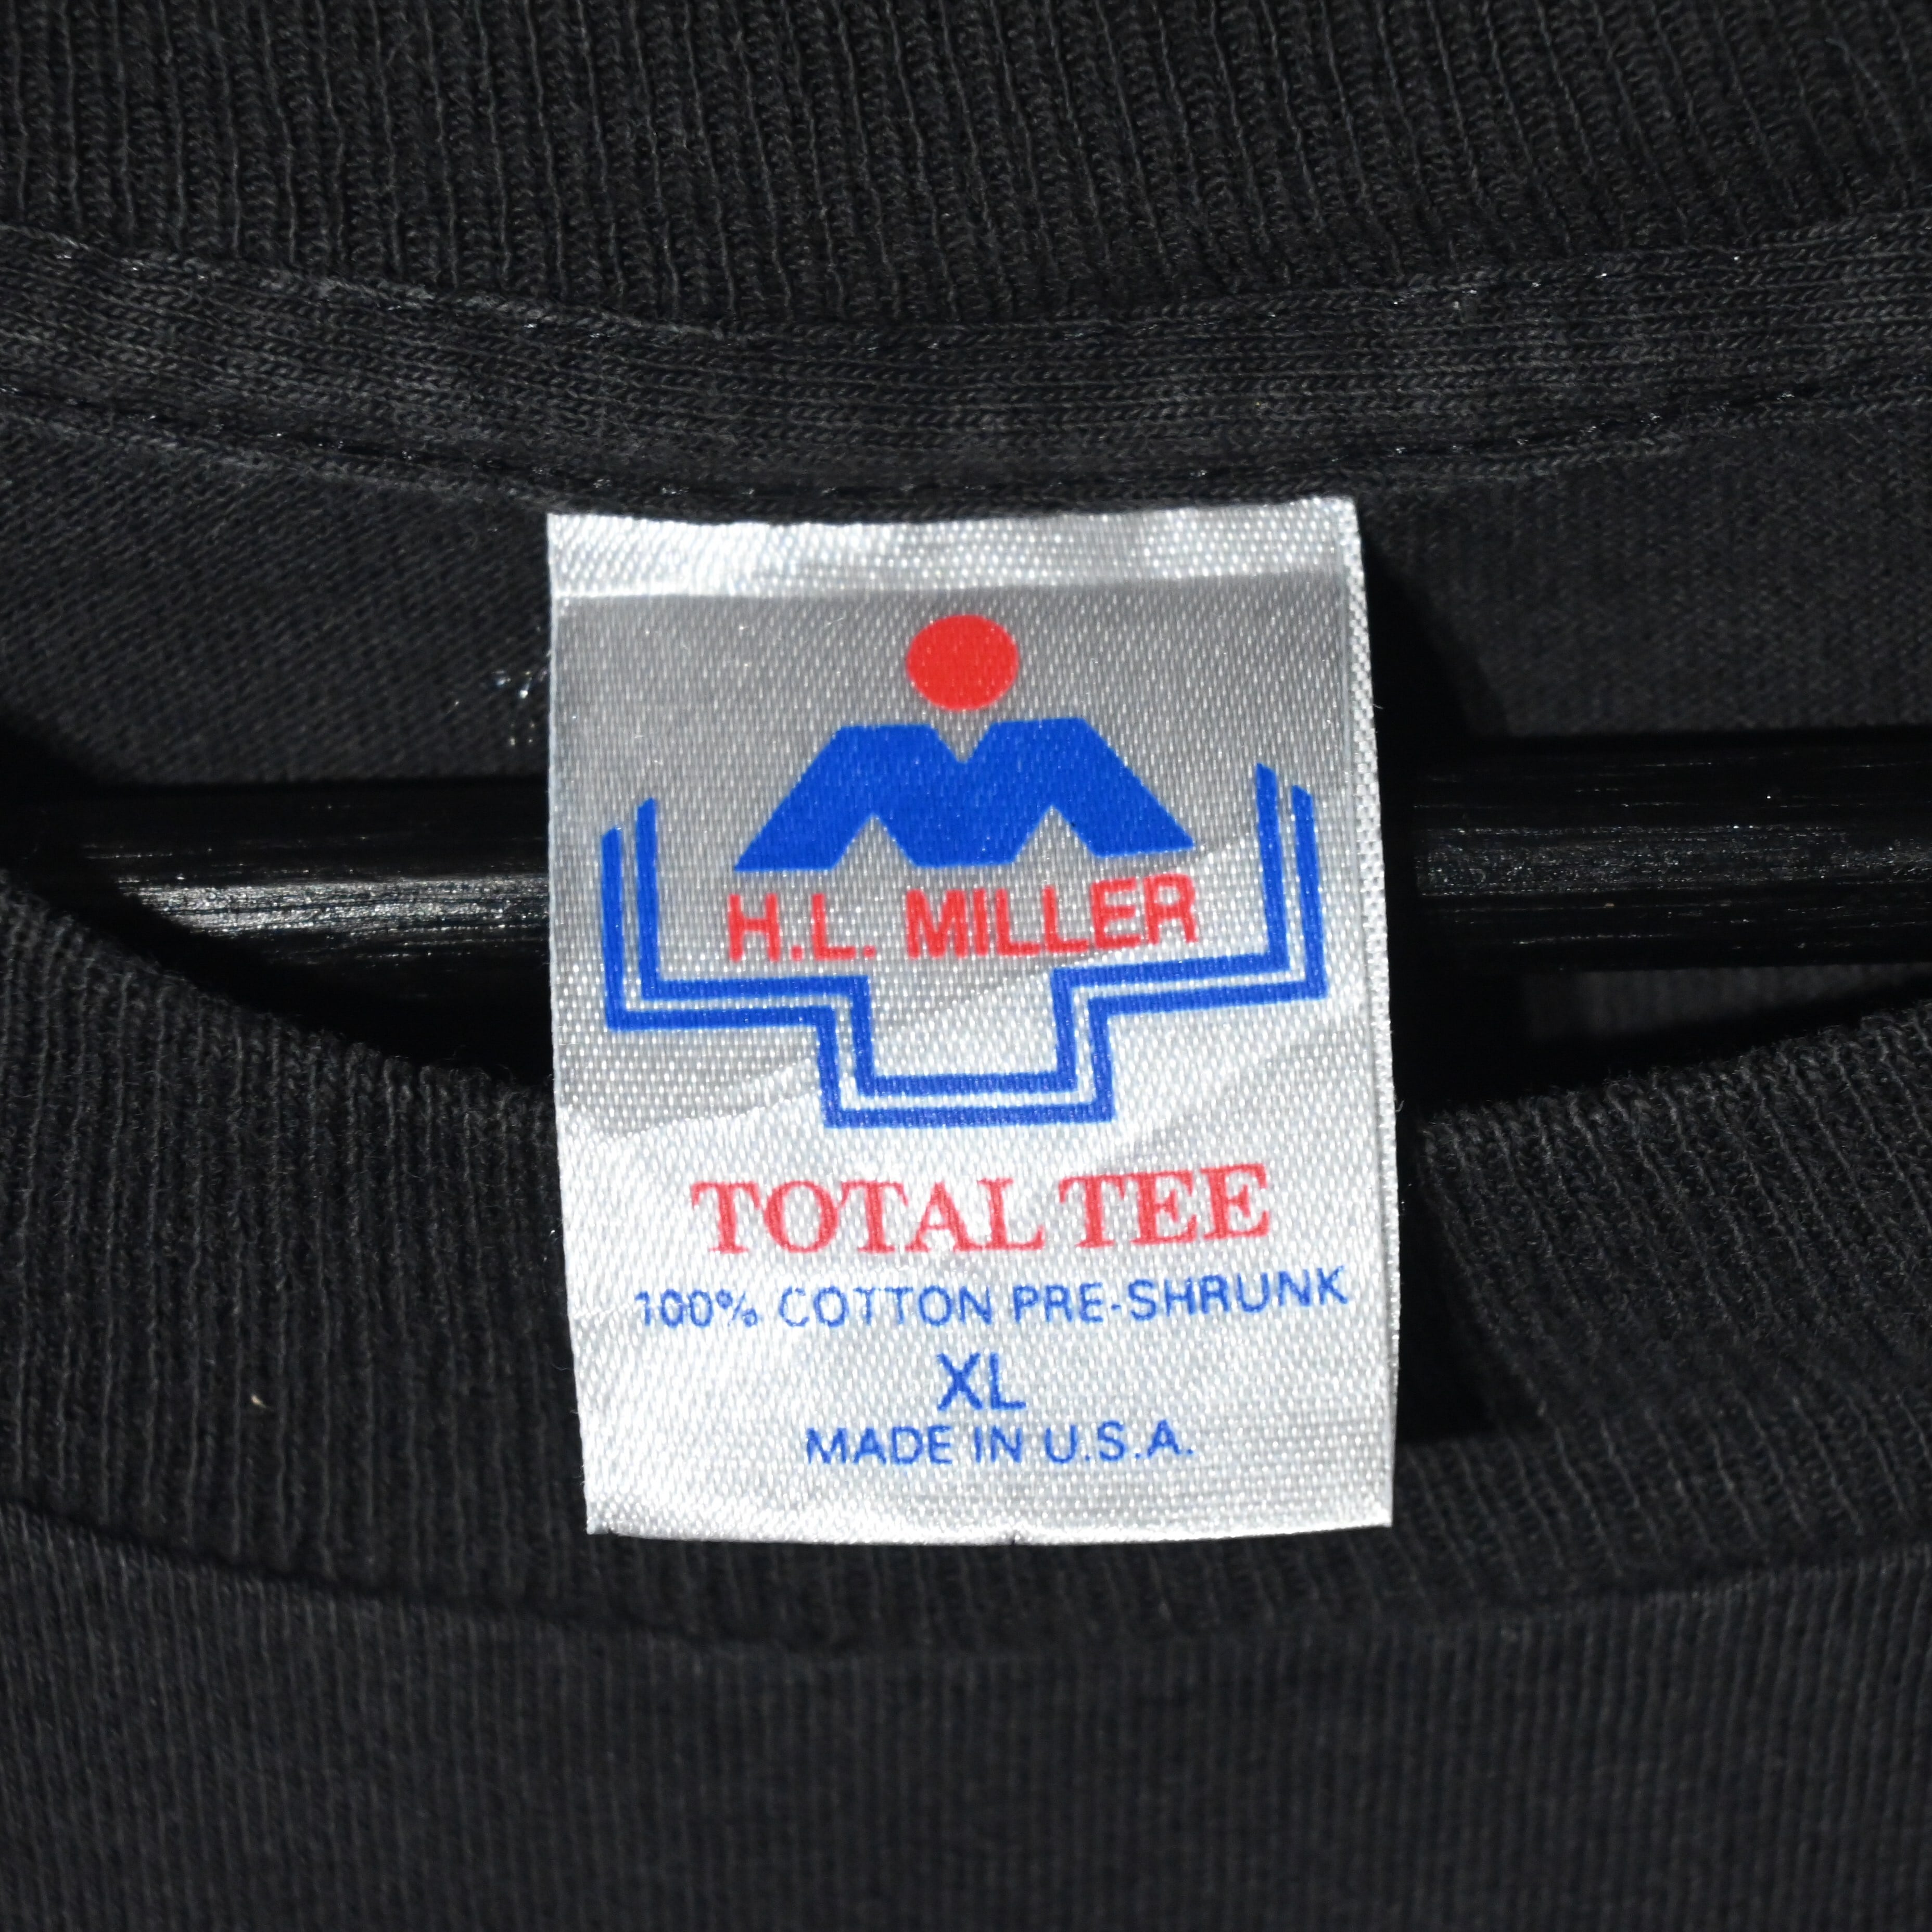 H.L. MILLER
TOTAL TEE
100% COTTON PRE-SHRUNK
XL
MADE IN U.S.A.